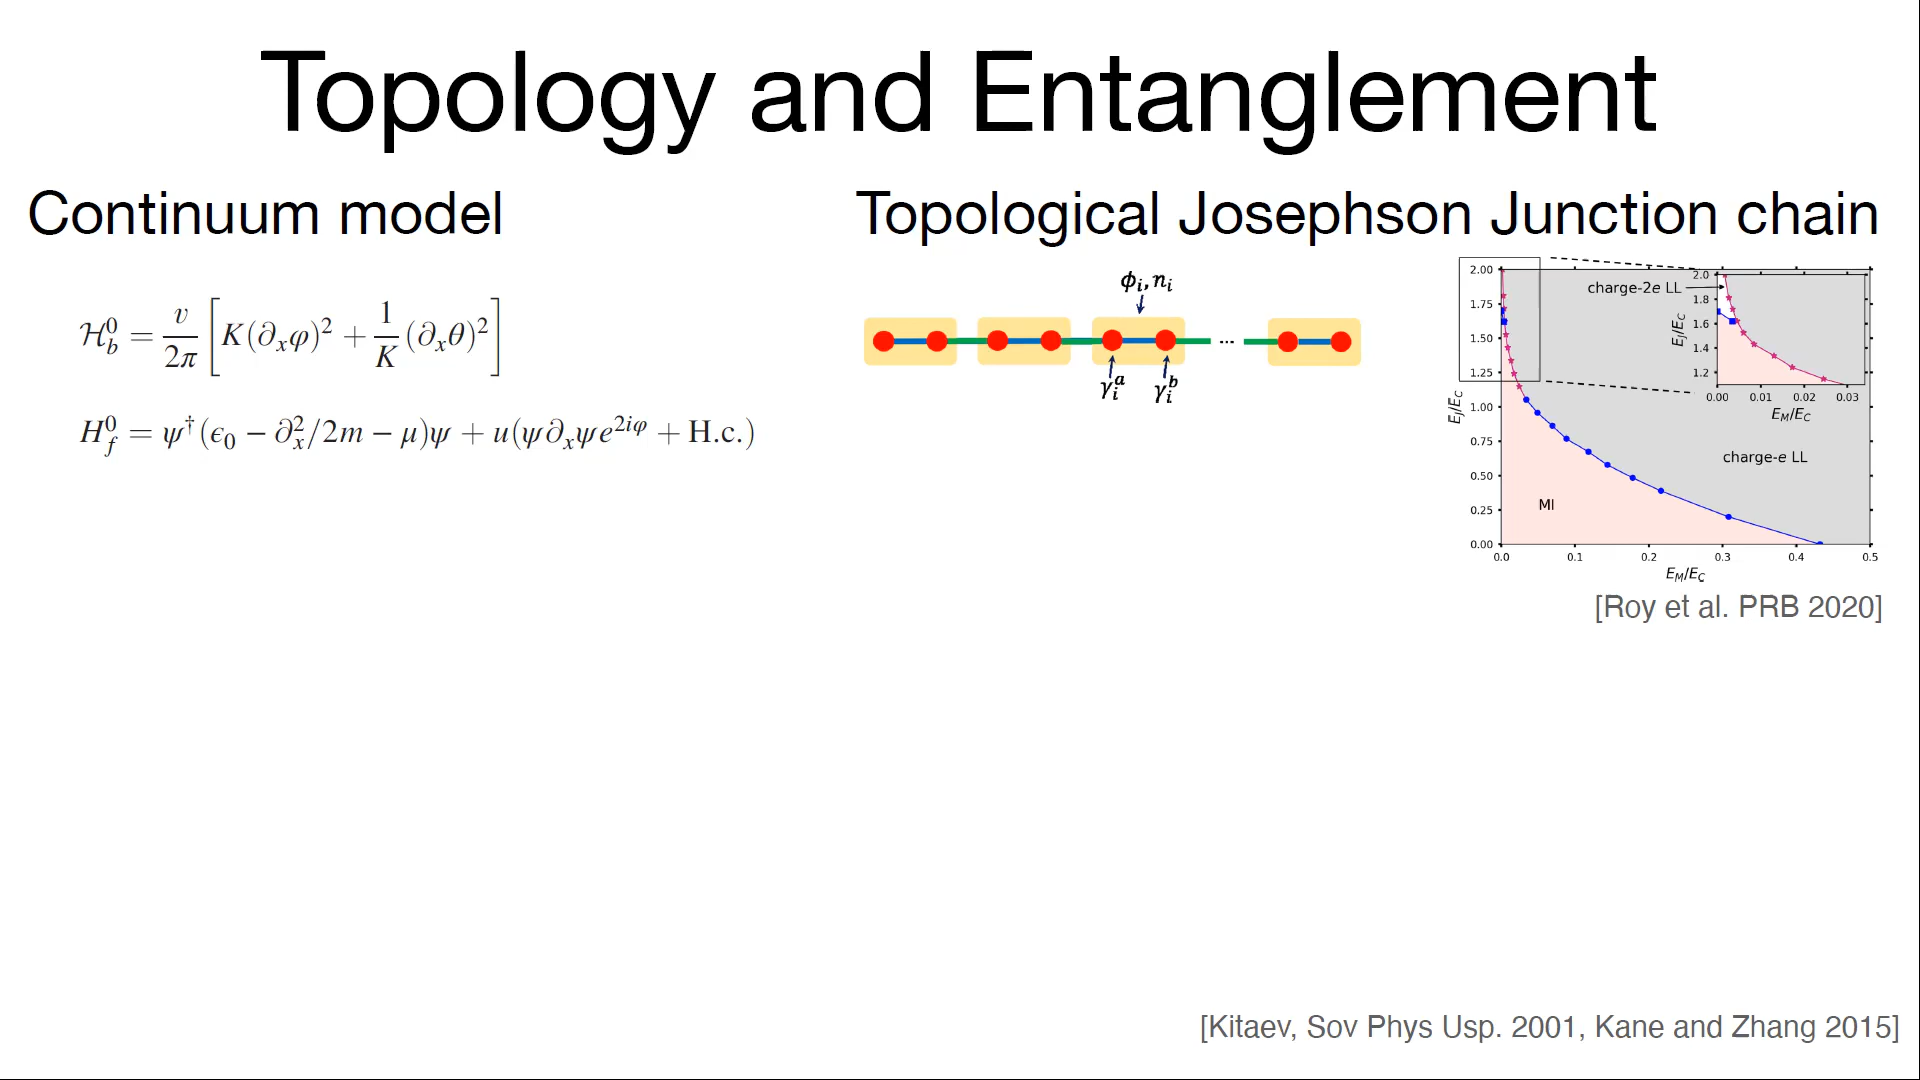 Topology and Entanglement
Continuum model
Topological Josephson Junction chain
\mathcal{H}_b^0 = \frac{v}{2\pi} \left[ K(\partial_x \varphi)^2 + \frac{1}{K} (\partial_x \theta)^2 \right]
H_f^0 = \psi^\dagger (\epsilon_0 - \partial_x^2/2m - \mu)\psi + u(\psi \partial_x \psi e^{2i\varphi} + \text{H.c.})
ϕᵢ, nᵢ
...
γᵢᵃ γᵢᵇ
2.00
1.75
1.50
1.25
1.00
0.75
0.50
0.25
0.00
E_J/E_C
0.0 0.1 0.2 0.3 0.4 0.5
E_M/E_C
charge-2e LL
2.0
1.8
1.6
1.4
1.2
E_J/E_C
0.00 0.01 0.02 0.03
E_M/E_C
charge-e LL
MI
[Roy et al. PRB 2020]
[Kitaev, Sov Phys Usp. 2001, Kane and Zhang 2015]